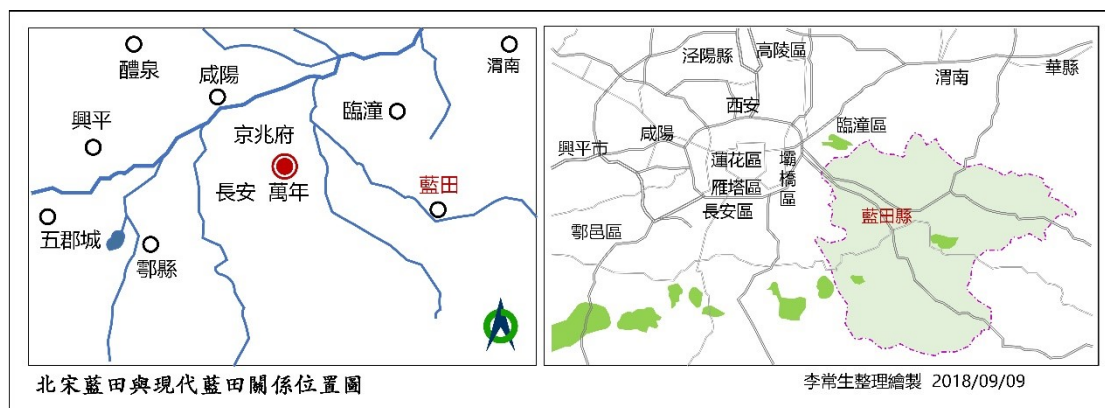 醴泉
渭南
咸陽
臨潼
興平
京兆府
長安 萬年
藍田
五郡城
鄠縣
北宋藍田與現代藍田關係位置圖
高陵區
涇陽縣
渭南
華縣
西安
臨潼區
咸陽
興平市
蓮花區
灞橋區
雁塔區
長安區
藍田縣
鄠邑區
李常生整理繪製 2018/09/09